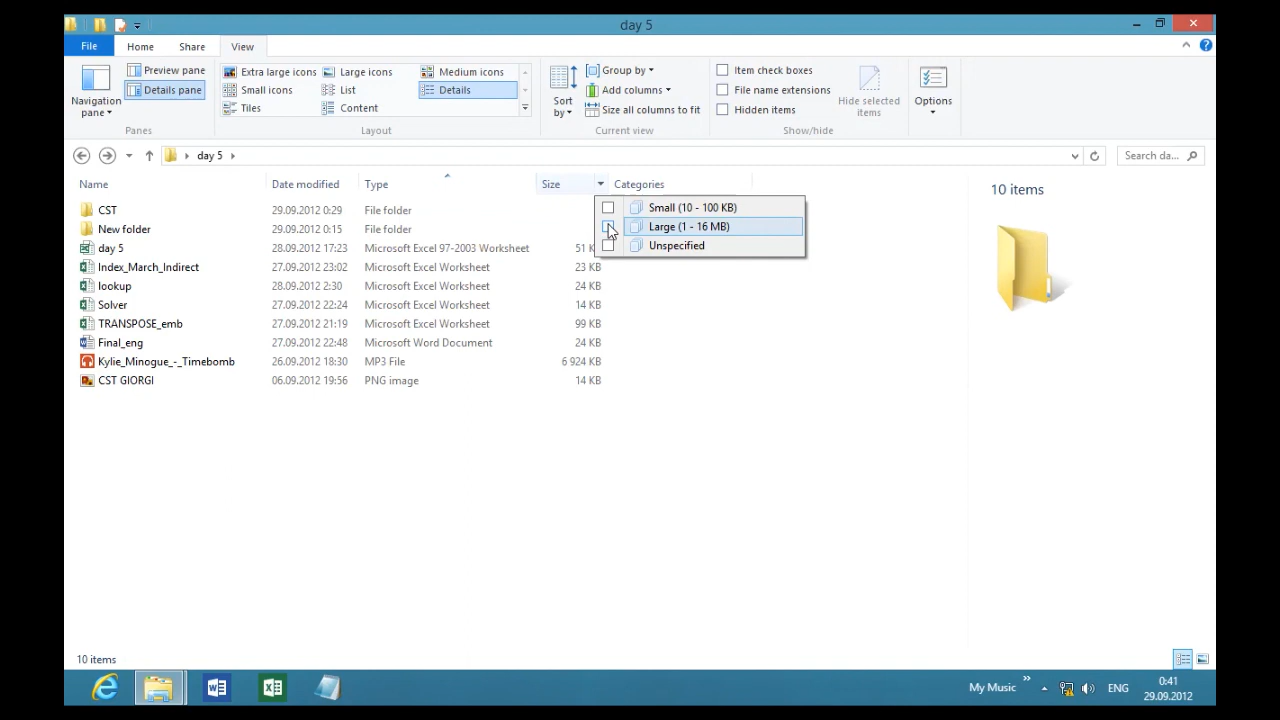 day 5
File Home Share View
Navigation pane
Preview pane
Details pane
Panes
Extra large icons Large icons Medium icons
Small icons List Details
Tiles Content
Layout
Sort by
Group by
Add columns
Size all columns to fit
Current view
Item check boxes
File name extensions
Hidden items
Hide selected items
Show/hide
Options
day 5
Search da...
Name Date modified Type Size Categories
CST 29.09.2012 0:29 File folder
New folder 29.09.2012 0:15 File folder
day 5 28.09.2012 17:23 Microsoft Excel 97-2003 Worksheet 51 K
Index_March_Indirect 27.09.2012 23:02 Microsoft Excel Worksheet 23 KB
lookup 28.09.2012 2:30 Microsoft Excel Worksheet 24 KB
Solver 27.09.2012 22:24 Microsoft Excel Worksheet 14 KB
TRANSPOSE_emb 27.09.2012 21:19 Microsoft Excel Worksheet 99 KB
Final_eng 27.09.2012 22:48 Microsoft Word Document 24 KB
Kylie_Minogue_-_Timebomb 26.09.2012 18:30 MP3 File 6 924 KB
CST GIORGI 06.09.2012 19:56 PNG image 14 KB
Small (10 - 100 KB)
Large (1 - 16 MB)
Unspecified
10 items
10 items
My Music
ENG
0:41
29.09.2012